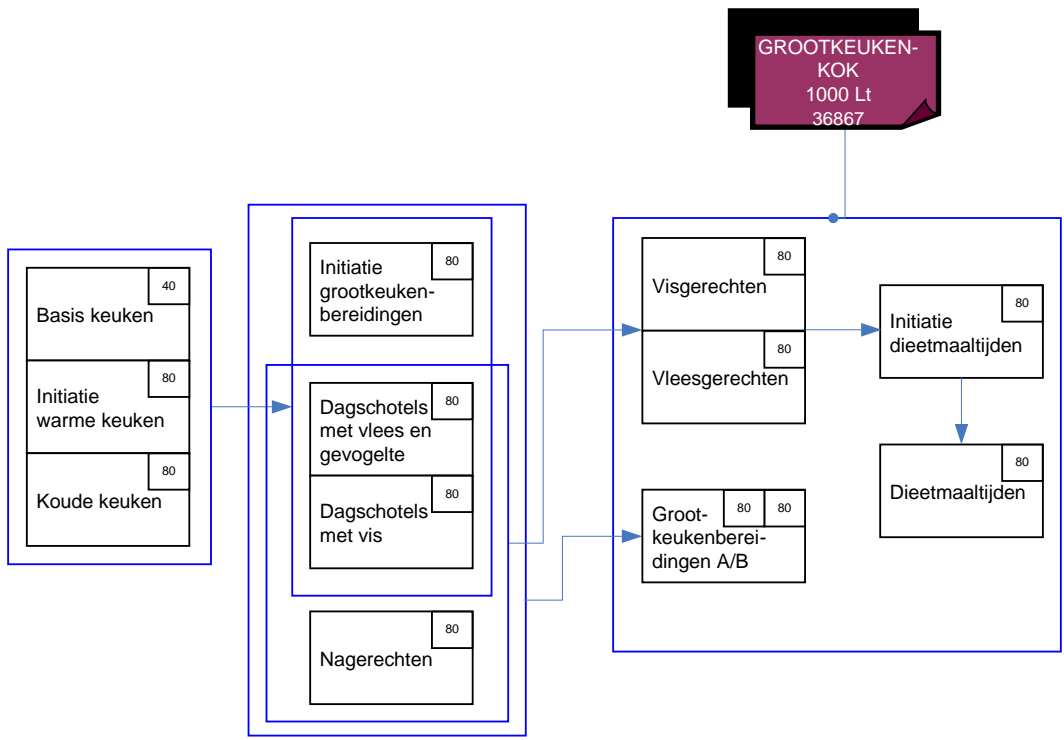 GROOTKEUKEN-
KOK
1000 Lt
36867
40
Basis keuken
80
Initiatie
warme keuken
80
Koude keuken
80
Initiatie
grootkeuken-
bereidingen
80
Dagschotels
met vlees en
gevogelte
80
Dagschotels
met vis
80
Nagerechten
80
Visgerechten
80
Vleesgerechten
80 80
Groot-
keukenberei-
dingen A/B
80
Initiatie
dieetmaaltijden
80
Dieetmaaltijden